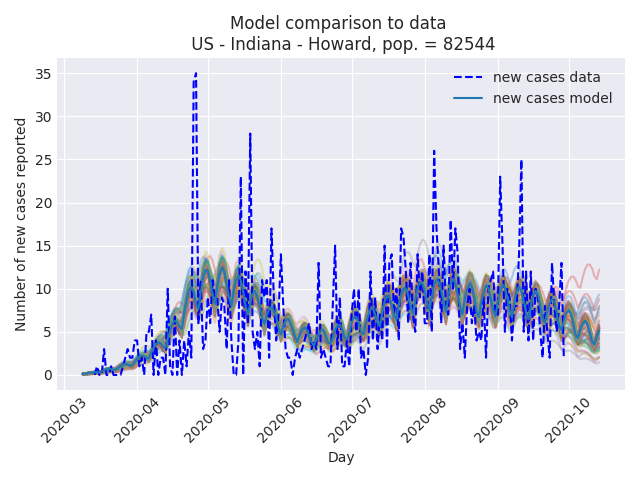 Model comparison to data
US - Indiana - Howard, pop. = 82544
new cases data
new cases model
Number of new cases reported
35
30
25
20
15
10
5
0
2020-03
2020-04
2020-05
2020-06
2020-07
2020-08
2020-09
2020-10
Day